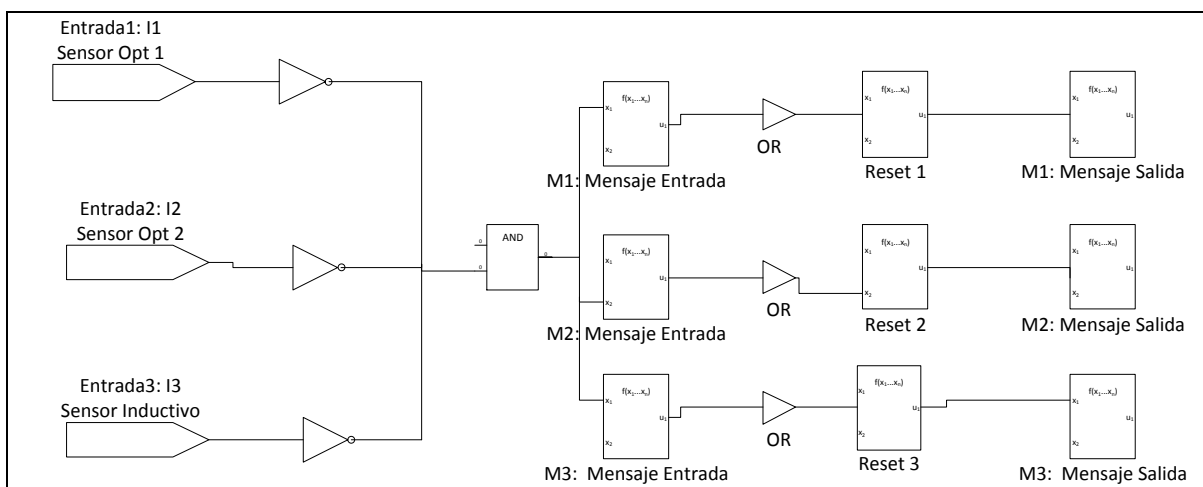 Entrada1: I1
Sensor Opt 1
Entrada2: I2
Sensor Opt 2
Entrada3: I3
Sensor Inductivo
0
0
AND
0
f(x1...xn)
x1
u1
x2
M1: Mensaje Entrada
OR
f(x1...xn)
x1
u1
x2
Reset 1
f(x1...xn)
x1
u1
x2
M1: Mensaje Salida
f(x1...xn)
x1
u1
x2
M2: Mensaje Entrada
OR
f(x1...xn)
x1
u1
x2
Reset 2
f(x1...xn)
x1
u1
x2
M2: Mensaje Salida
f(x1...xn)
x1
u1
x2
M3: Mensaje Entrada
OR
f(x1...xn)
x1
u1
x2
Reset 3
f(x1...xn)
x1
u1
x2
M3: Mensaje Salida